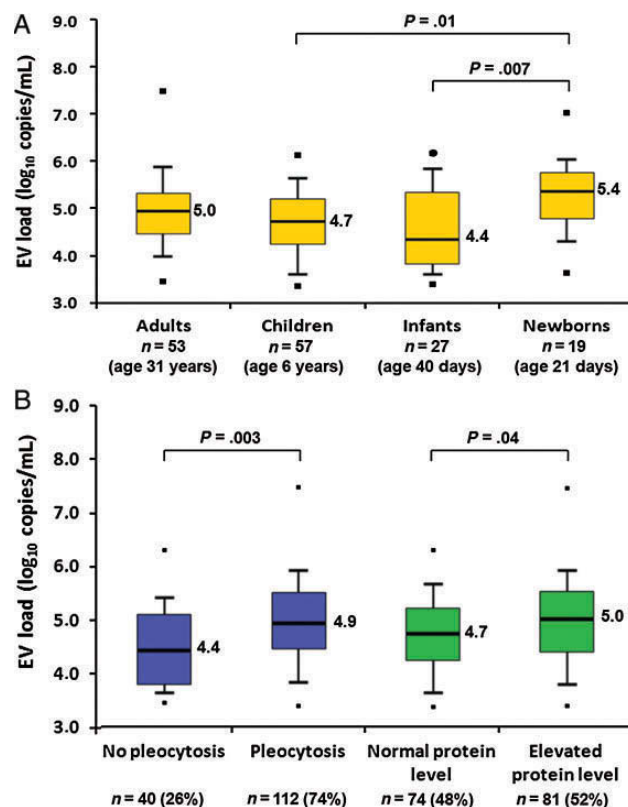 A
P = .01
P = .007
EV load (log₁₀ copies/mL)
9.0
8.0
7.0
6.0
5.0
4.0
3.0
5.0
4.7
4.4
5.4
Adults Children Infants Newborns
n = 53 n = 57 n = 27 n = 19
(age 31 years) (age 6 years) (age 40 days) (age 21 days)
B
P = .003 P = .04
EV load (log₁₀ copies/mL)
9.0
8.0
7.0
6.0
5.0
4.0
3.0
4.4
4.9
4.7
5.0
No pleocytosis Pleocytosis Normal protein Elevated
level protein level
n = 40 (26%) n = 112 (74%) n = 74 (48%) n = 81 (52%)